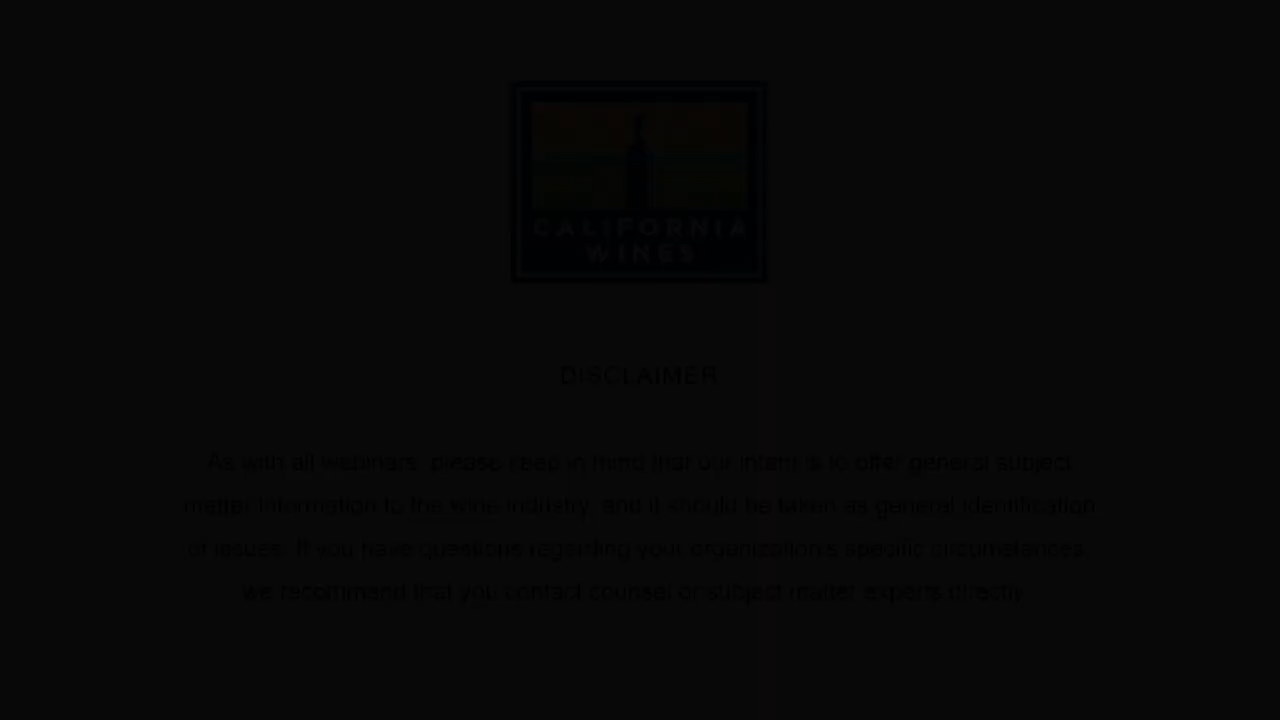 CALIFORNIA
WINES
DISCLAIMER
As with all webinars, please keep in mind that our intent is to offer general subject
matter information to the wine industry, and it should be taken as general identification
of issues. If you have questions regarding your organization's specific circumstances
we recommend that you contact counsel or subject matter experts directly.